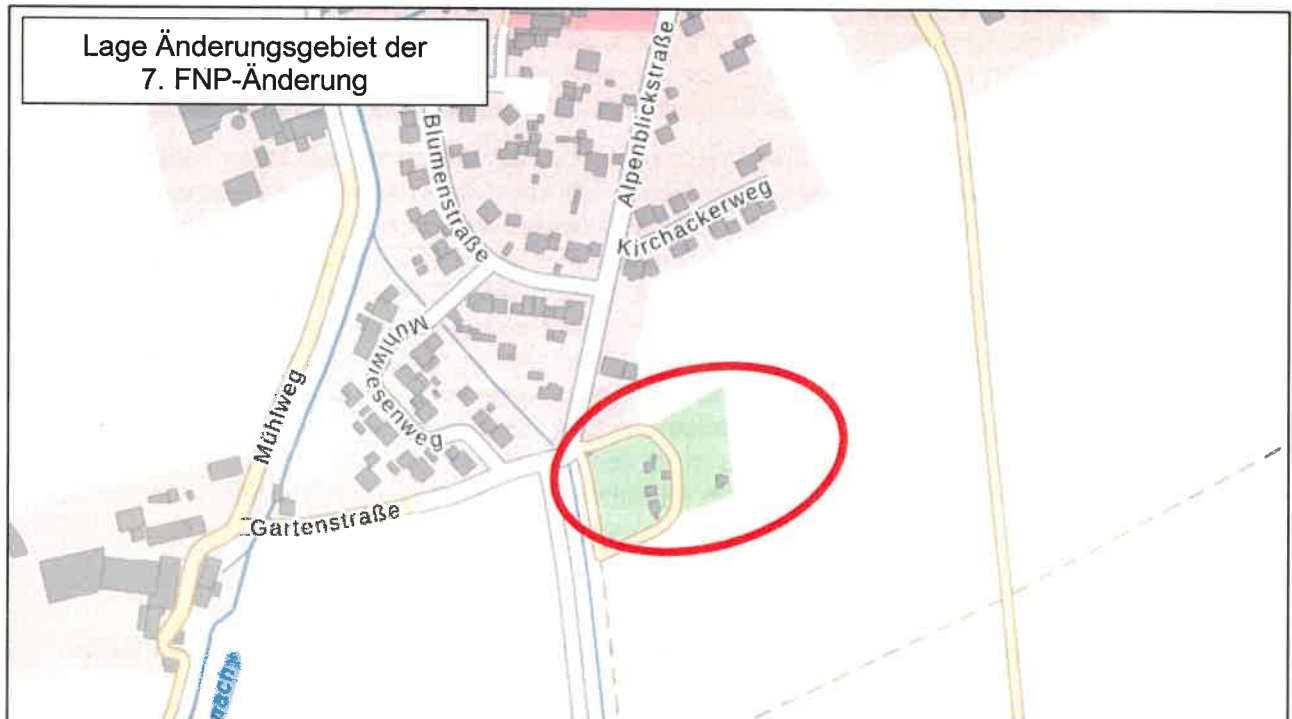 Lage Änderungsgebiet der
7. FNP-Änderung
Alpenblickstraße
Blumenstraße
Kirchackerweg
Mühlwiesenweg
Mühlweg
Gartenstraße